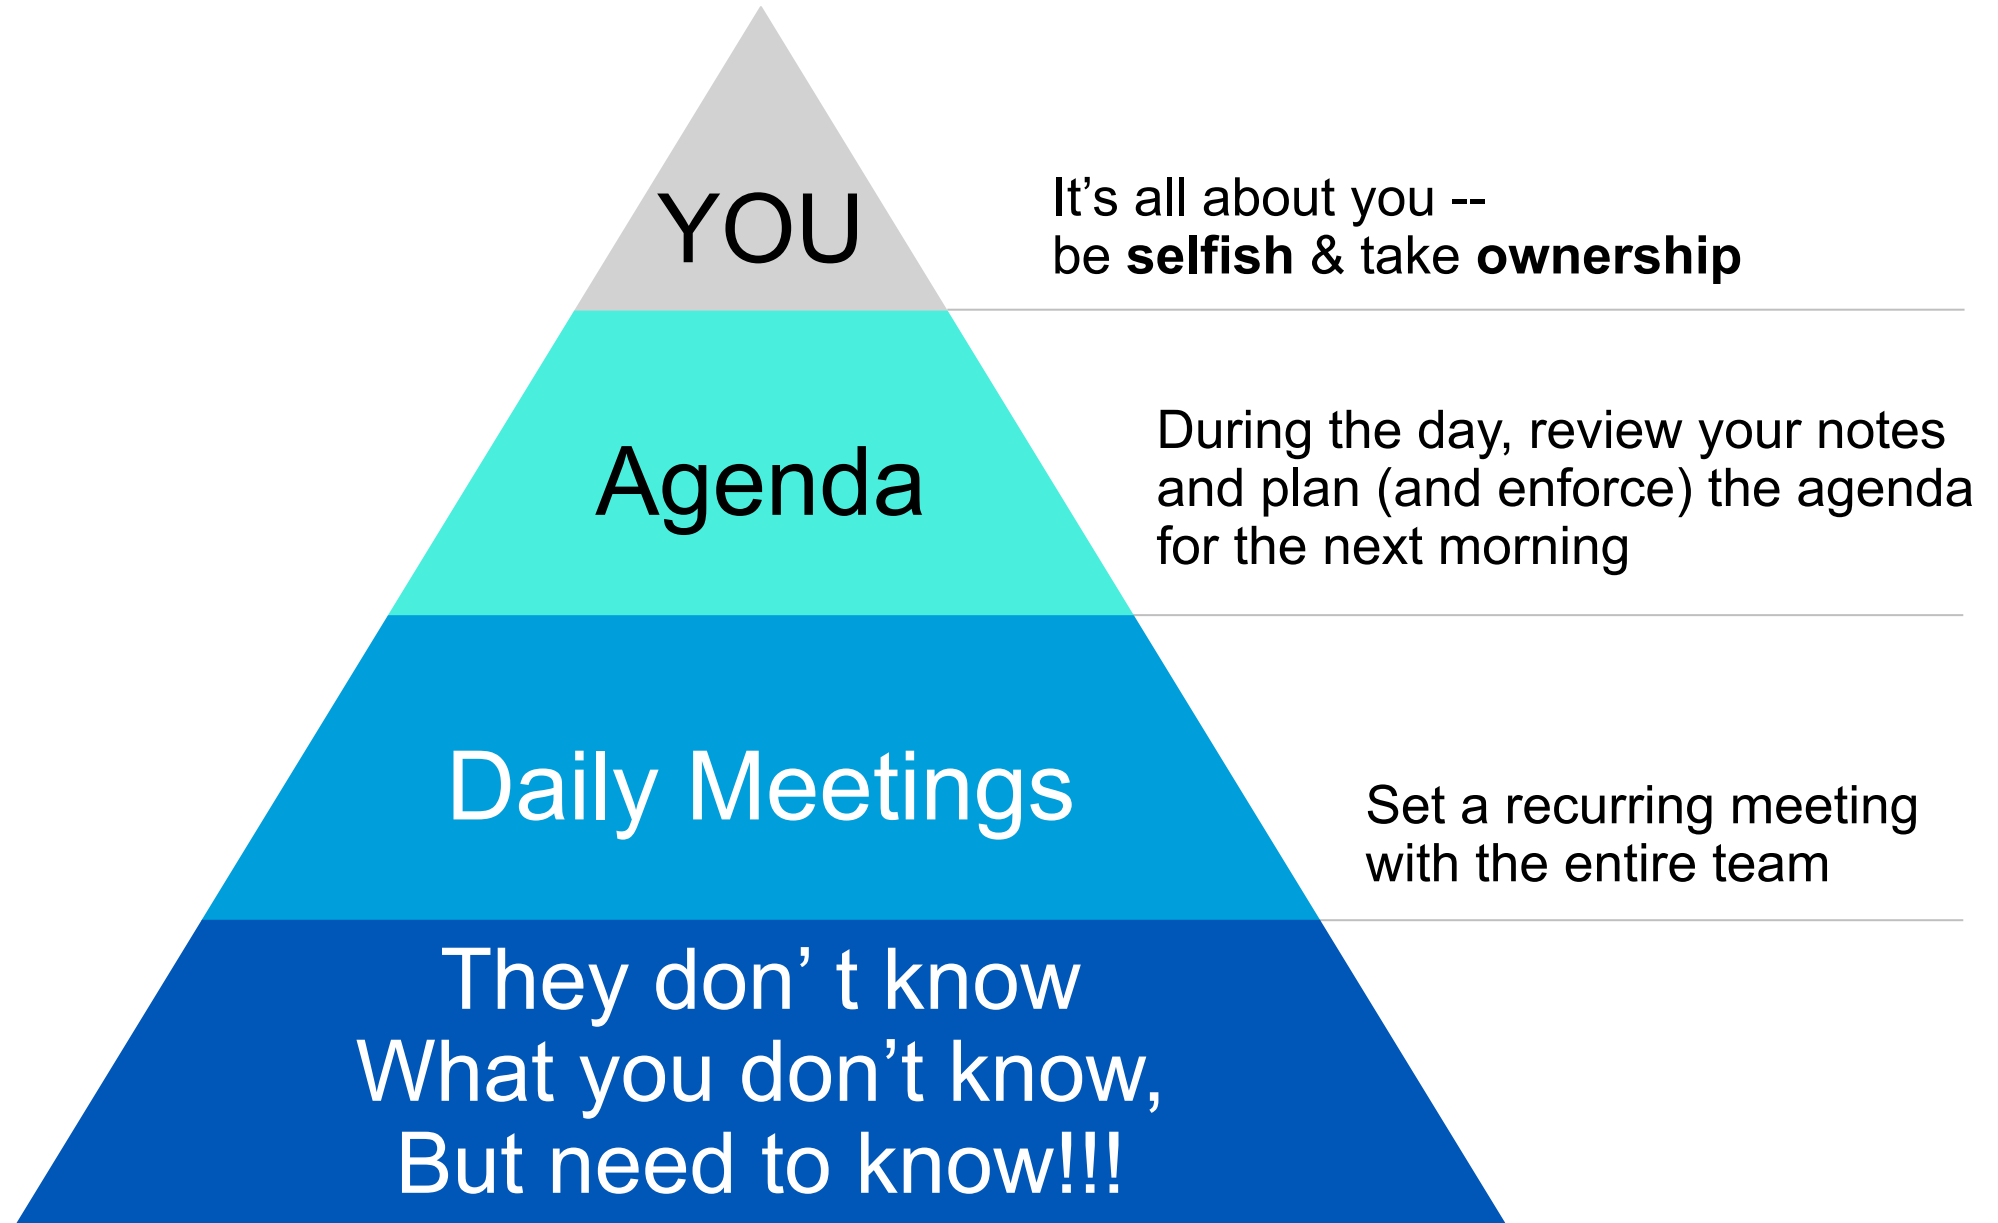 YOU
It’s all about you --
be selfish & take ownership
Agenda
During the day, review your notes
and plan (and enforce) the agenda
for the next morning
Daily Meetings
Set a recurring meeting
with the entire team
They don’ t know
What you don’t know,
But need to know!!!